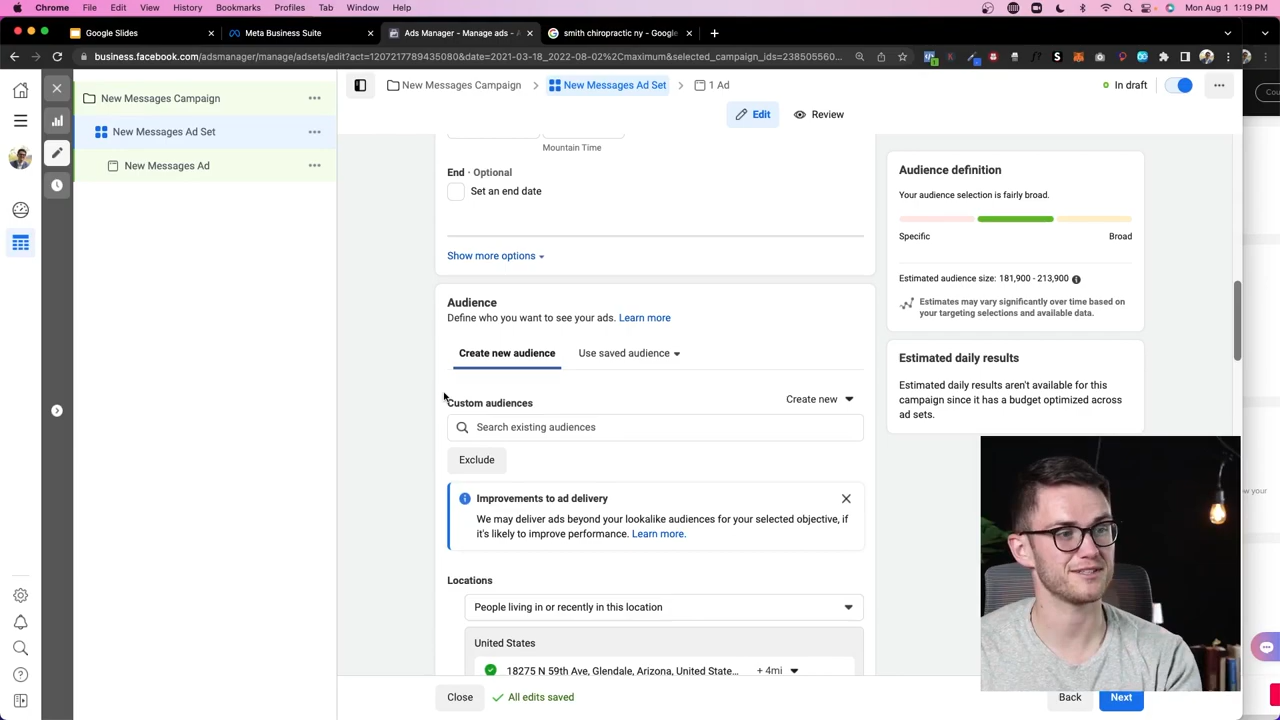 Chrome File Edit View History Bookmarks Profiles Tab Window Help
Mon Aug 1 1:19 PM
Google Slides
Meta Business Suite
Ads Manager - Manage ads - A
smith chiropractic ny - Google
business.facebook.com/adsmanager/manage/adsets/edit?act=1207217789435080&date=2021-03-18_2022-08-02%2Cmaximum&selected_campaign_ids=238505560...
New Messages Campaign
New Messages Ad Set
New Messages Ad
New Messages Campaign
New Messages Ad Set
1 Ad
In draft
Edit
Review
Mountain Time
End · Optional
Set an end date
Show more options
Audience
Define who you want to see your ads. Learn more
Create new audience
Use saved audience
Custom audiences
Create new
Search existing audiences
Exclude
Improvements to ad delivery
We may deliver ads beyond your lookalike audiences for your selected objective, if
it's likely to improve performance. Learn more.
Locations
People living in or recently in this location
United States
18275 N 59th Ave, Glendale, Arizona, United State...
+ 4mi
Close
All edits saved
Back
Next
Audience definition
Your audience selection is fairly broad.
Specific
Broad
Estimated audience size: 181,900 - 213,900
Estimates may vary significantly over time based on
your targeting selections and available data.
Estimated daily results
Estimated daily results aren't available for this
campaign since it has a budget optimized across
ad sets.